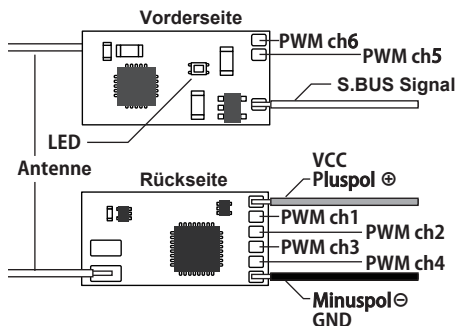 Vorderseite
PWM ch6
PWM ch5
S.BUS Signal
LED
Antenne
Rückseite
VCC
Pluspol ⊕
PWM ch1
PWM ch2
PWM ch3
PWM ch4
Minuspol⊖
GND